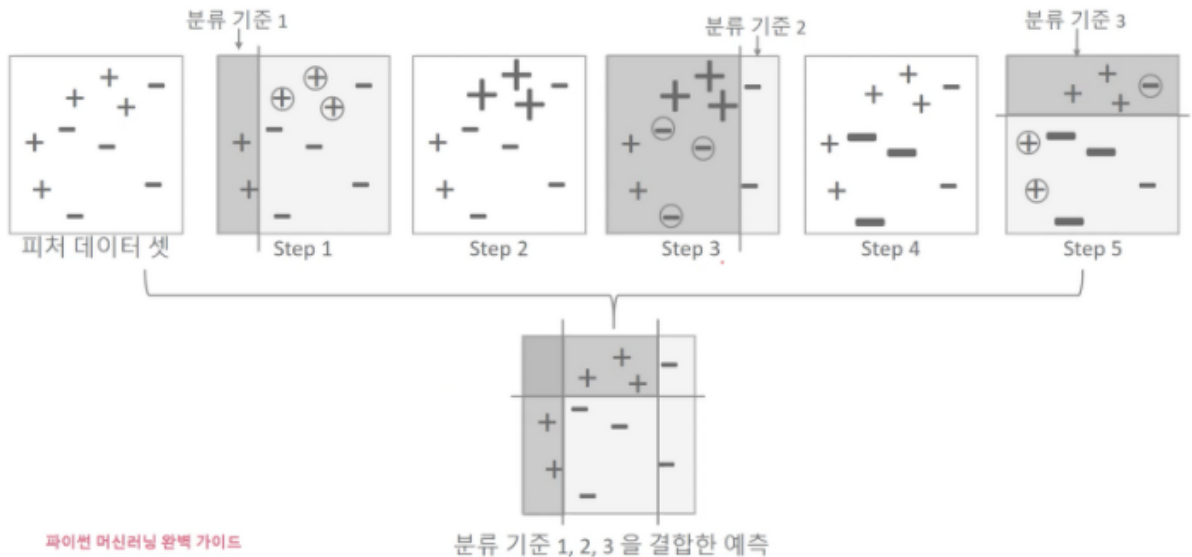 분류 기준 1
분류 기준 2
분류 기준 3
피처 데이터 셋
Step 1
Step 2
Step 3
Step 4
Step 5
분류 기준 1, 2, 3 을 결합한 예측
파이썬 머신러닝 완벽 가이드